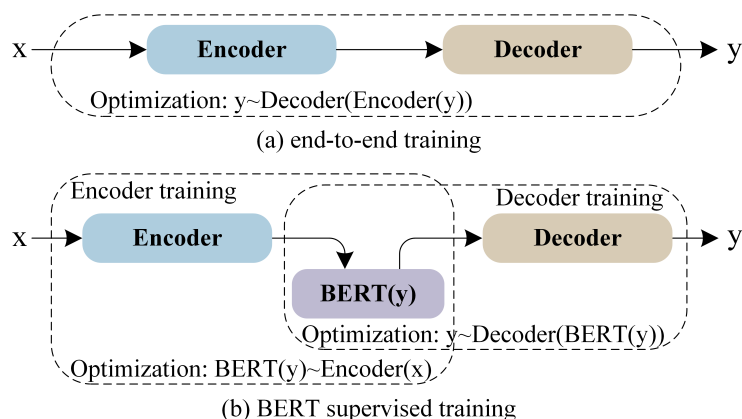 x Encoder Decoder y
Optimization: y~Decoder(Encoder(y))
(a) end-to-end training
Encoder training
Decoder training
x Encoder Decoder y
BERT(y)
Optimization: y~Decoder(BERT(y))
Optimization: BERT(y)~Encoder(x)
(b) BERT supervised training